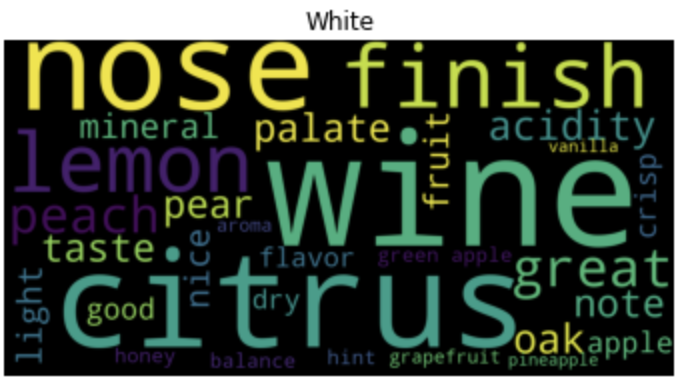 White
nose finish
mineral palate fruit acidity
vanilla
lemon wine crisp
peach pear
aroma
taste nice flavor green apple great
light citrus
good dry note
oak apple
honey balance hint grapefruit pineapple